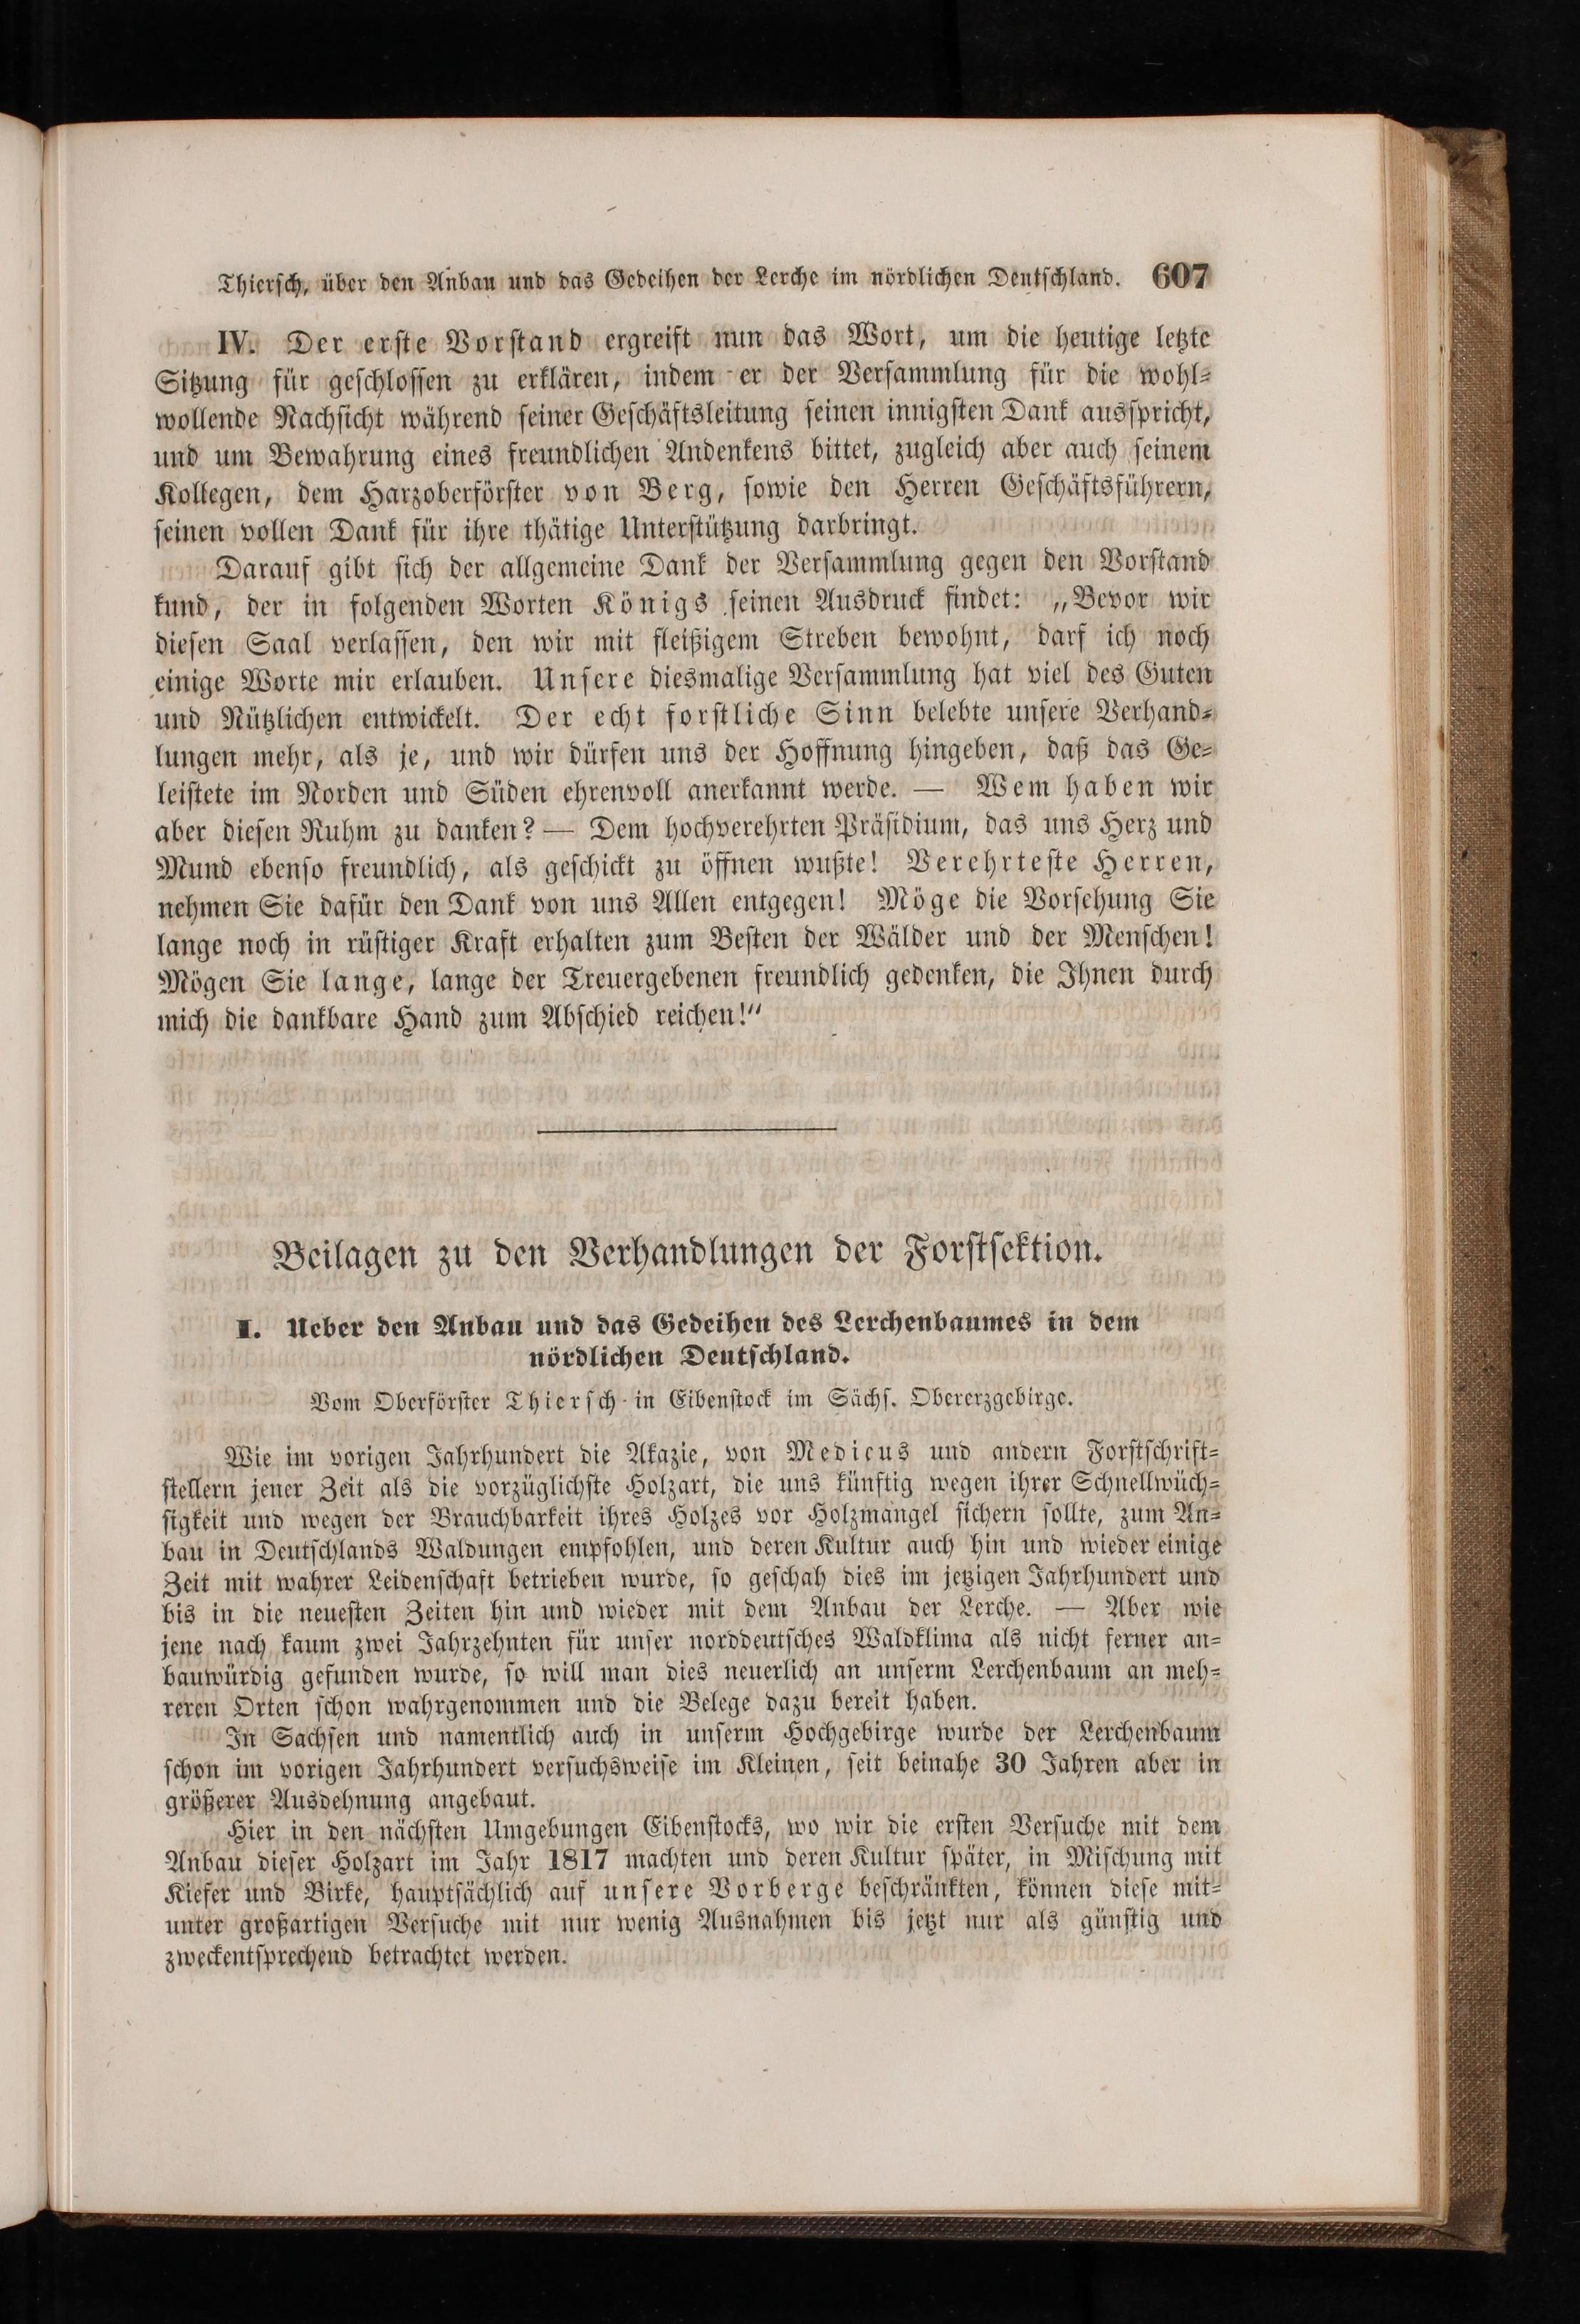 Thierſch, über den Anbau und das Gedeihen der Lerche im nördlichen Deutſchland. 607
IV. Der erſte Vorſtand ergreift nun das Wort, um die heutige letzte
Sitzung für geſchloſſen zu erklären, indem er der Verſammlung für die wohl⸗
wollende Nachſicht während ſeiner Geſchäftsleitung ſeinen innigſten Dank ausſpricht,
und um Bewahrung eines freundlichen Andenkens bittet, zugleich aber auch ſeinem
Kollegen, dem Harzoberförſter von Berg, ſowie den Herren Geſchäftsführern,
ſeinen vollen Dank für ihre thätige Unterſtützung darbringt.
Darauf gibt ſich der allgemeine Dank der Verſammlung gegen den Vorſtand
kund, der in folgenden Worten Königs ſeinen Ausdruck findet: „Bevor wir
dieſen Saal verlaſſen, den wir mit fleißigem Streben bewohnt, darf ich noch
einige Worte mir erlauben. Unſere diesmalige Verſammlung hat viel des Guten
und Nützlichen entwickelt. Der echt forſtliche Sinn belebte unſere Verhand⸗
lungen mehr, als je, und wir dürfen uns der Hoffnung hingeben, daß das Ge⸗
leiſtete im Norden und Süden ehrenvoll anerkannt werde. — Wem haben wir
aber dieſen Ruhm zu danken? — Dem hochverehrten Präſidium, das uns Herz und
Mund ebenſo freundlich, als geſchickt zu öffnen wußte! Verehrteſte Herren,
nehmen Sie dafür den Dank von uns Allen entgegen! Möge die Vorſehung Sie
lange noch in rüſtiger Kraft erhalten zum Beſten der Wälder und der Menſchen!
Mögen Sie lange, lange der Treuergebenen freundlich gedenken, die Ihnen durch
mich die dankbare Hand zum Abſchied reichen!“
Beilagen zu den Verhandlungen der Forſtſektion.
I. Ueber den Anbau und das Gedeihen des Lerchenbaumes in dem
nördlichen Deutſchland.
Vom Oberförſter Thierſch in Eibenſtock im Sächſ. Obererzgebirge.
Wie im vorigen Jahrhundert die Akazie, von Medicus und andern Forſtſchrift⸗
ſtellern jener Zeit als die vorzüglichſte Holzart, die uns künftig wegen ihrer Schnellwüch⸗
ſigkeit und wegen der Brauchbarkeit ihres Holzes vor Holzmangel ſichern ſollte, zum An⸗
bau in Deutſchlands Waldungen empfohlen, und deren Kultur auch hin und wieder einige
Zeit mit wahrer Leidenſchaft betrieben wurde, ſo geſchah dies im jetzigen Jahrhundert und
bis in die neueſten Zeiten hin und wieder mit dem Anbau der Lerche. — Aber wie
jene nach kaum zwei Jahrzehnten für unſer norddeutſches Waldklima als nicht ferner an⸗
bauwürdig gefunden wurde, ſo will man dies neuerlich an unſerm Lerchenbaum an meh⸗
reren Orten ſchon wahrgenommen und die Belege dazu bereit haben.
In Sachſen und namentlich auch in unſerm Hochgebirge wurde der Lerchenbaum
ſchon im vorigen Jahrhundert verſuchsweiſe im Kleinen, ſeit beinahe 30 Jahren aber in
größerer Ausdehnung angebaut.
Hier in den nächſten Umgebungen Eibenſtocks, wo wir die erſten Verſuche mit dem
Anbau dieſer Holzart im Jahr 1817 machten und deren Kultur ſpäter, in Miſchung mit
Kiefer und Birke, hauptſächlich auf unſere Vorberge beſchränkten, können dieſe mit⸗
unter großartigen Verſuche mit nur wenig Ausnahmen bis jetzt nur als günſtig und
zweckentſprechend betrachtet werden.